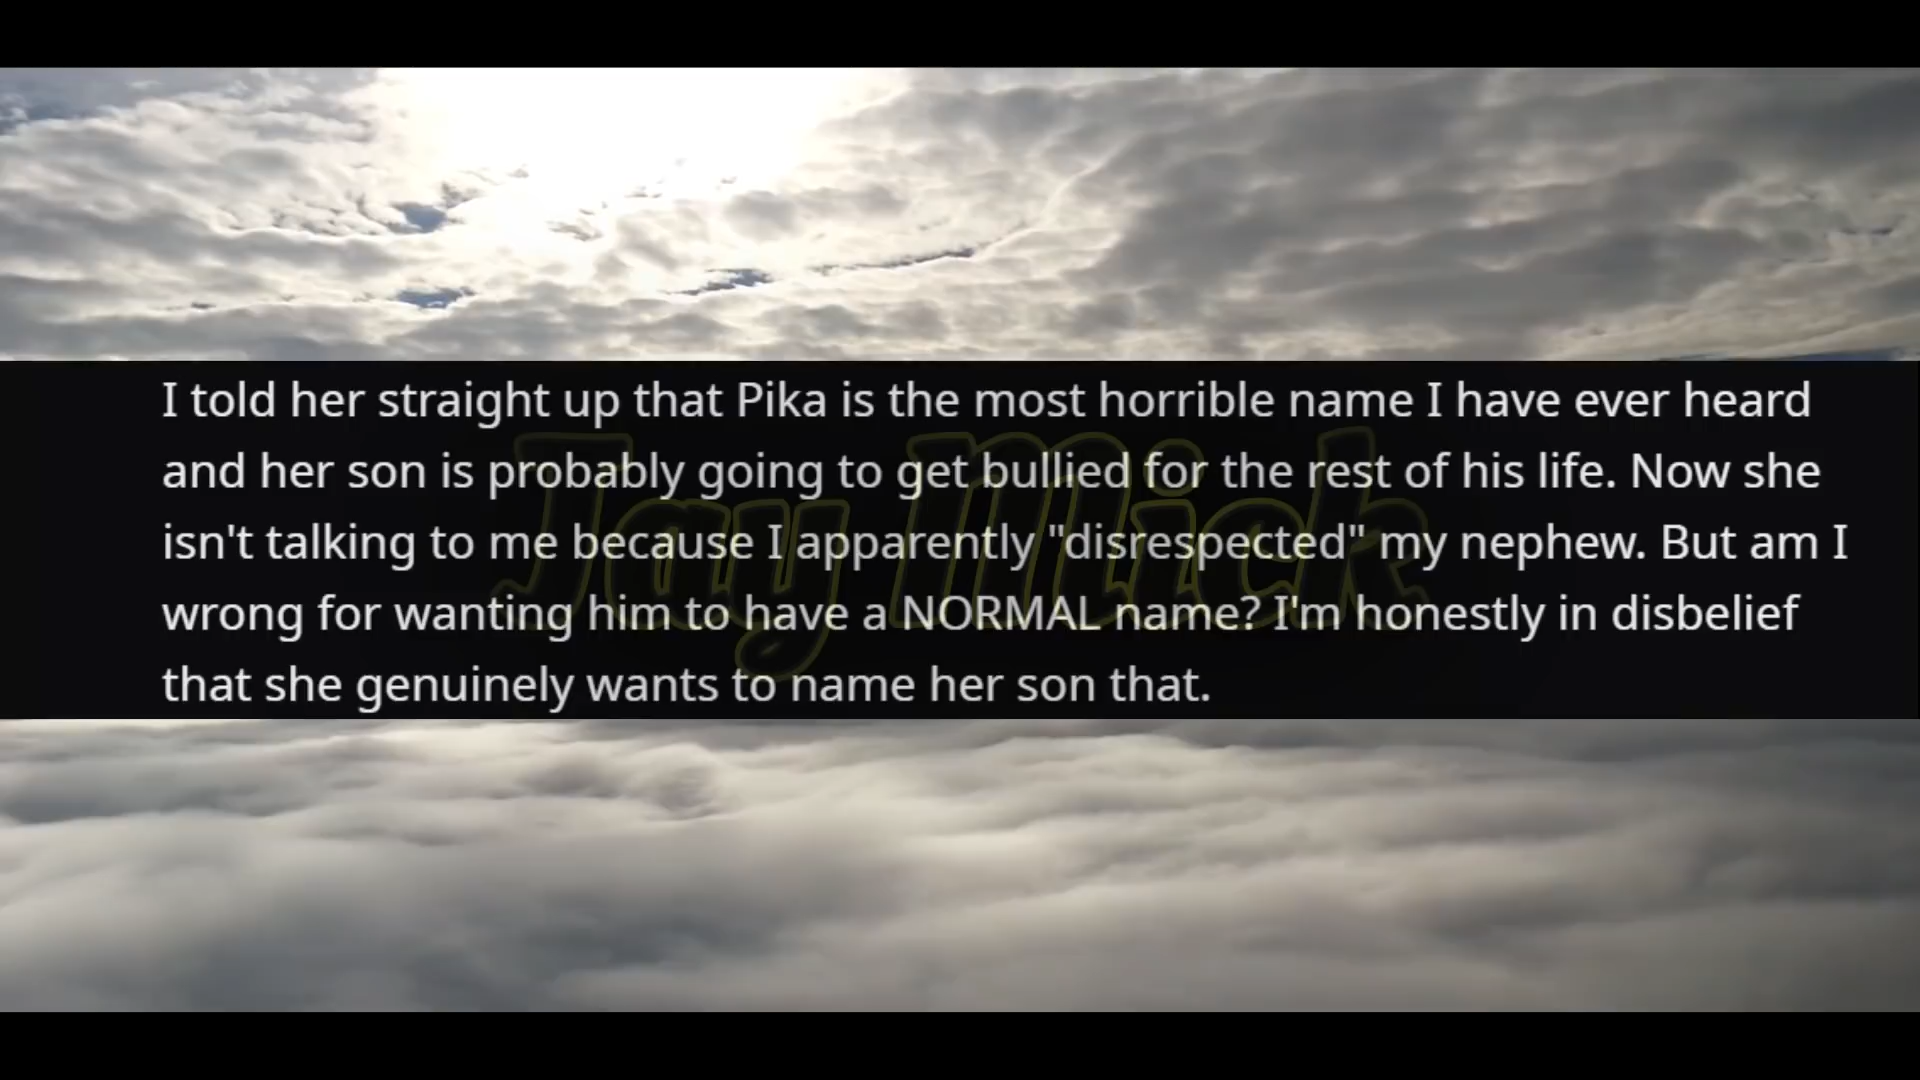 I told her straight up that Pika is the most horrible name I have ever heard
and her son is probably going to get bullied for the rest of his life. Now she
isn't talking to me because I apparently "disrespected" my nephew. But am I
wrong for wanting him to have a NORMAL name? I'm honestly in disbelief
that she genuinely wants to name her son that.
Jay Mick